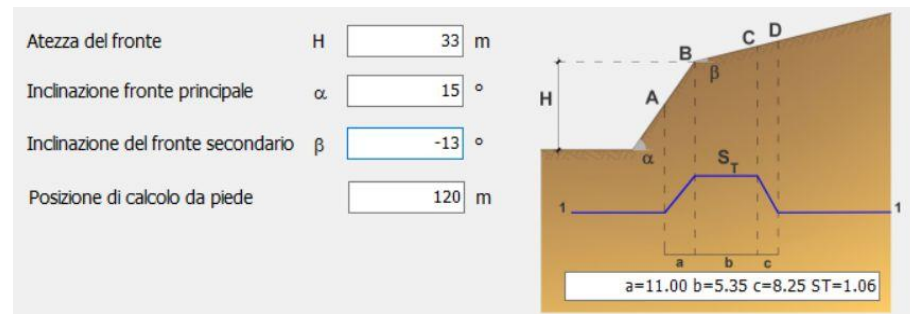 Atezza del fronte H 33 m
Inclinazione fronte principale α 15 °
Inclinazione del fronte secondario β -13 °
Posizione di calcolo da piede 120 m
D
C
B
β
H
A
α
S_T
1 1
a b c
a=11.00 b=5.35 c=8.25 ST=1.06